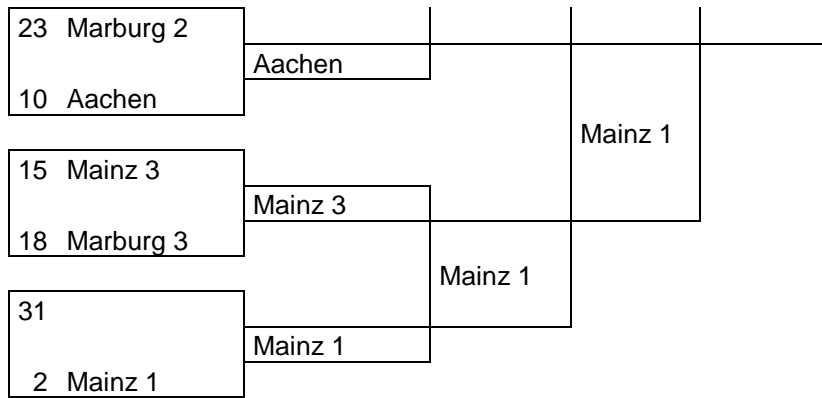 23 Marburg 2
Aachen
10 Aachen
Mainz 1
15 Mainz 3
Mainz 3
18 Marburg 3
Mainz 1
31
Mainz 1
2 Mainz 1